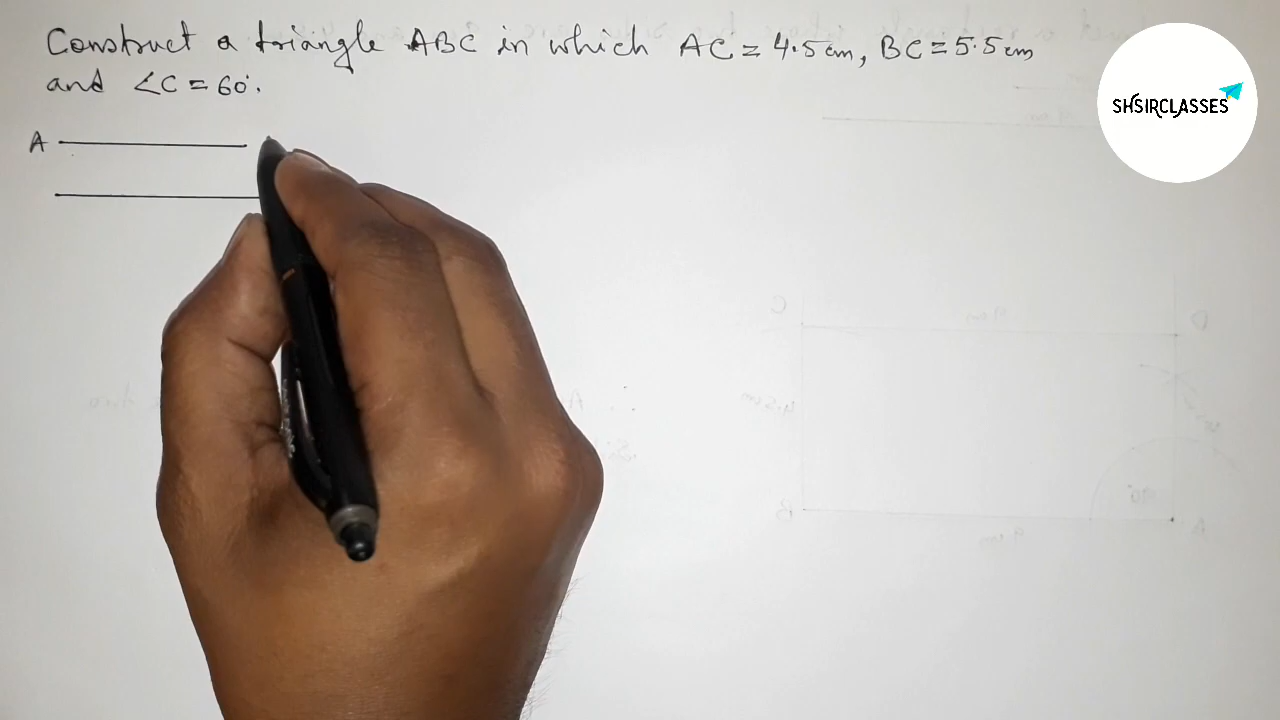 Construct a triangle ABC in which AC = 4.5 cm, BC = 5.5 cm
and ∠C = 60°.
SHSIRCLASSES
A